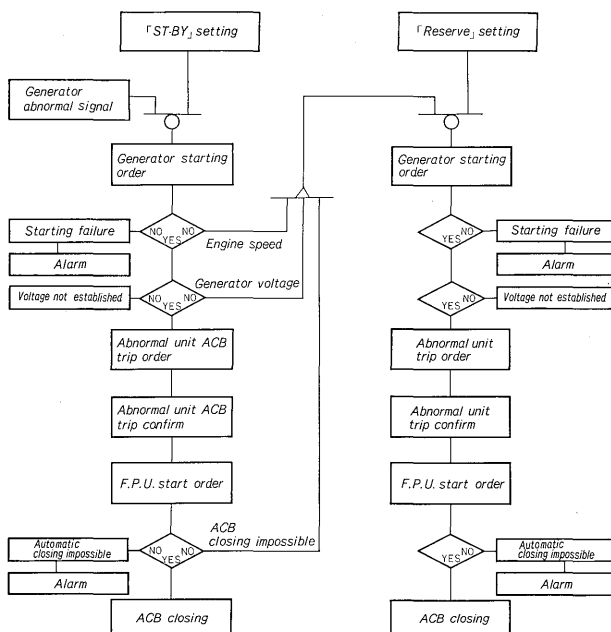 「ST-BY」setting
Generator
abnormal signal
Generator starting
order
NO
YES
NO
Starting failure
Alarm
Engine speed
Generator voltage
NO
YES
NO
Voltage not established
Abnormal unit ACB
trip order
Abnormal unit ACB
trip confirm
F.P.U. start order
ACB
closing impossible
NO
YES
NO
Automatic
closing impossible
Alarm
ACB closing
「Reserve」setting
Generator starting
order
NO
YES
Starting failure
Alarm
NO
YES
Voltage not established
Abnormal unit
trip order
Abnormal unit
trip confirm
F.P.U. start order
NO
YES
Automatic
closing impossible
Alarm
ACB closing